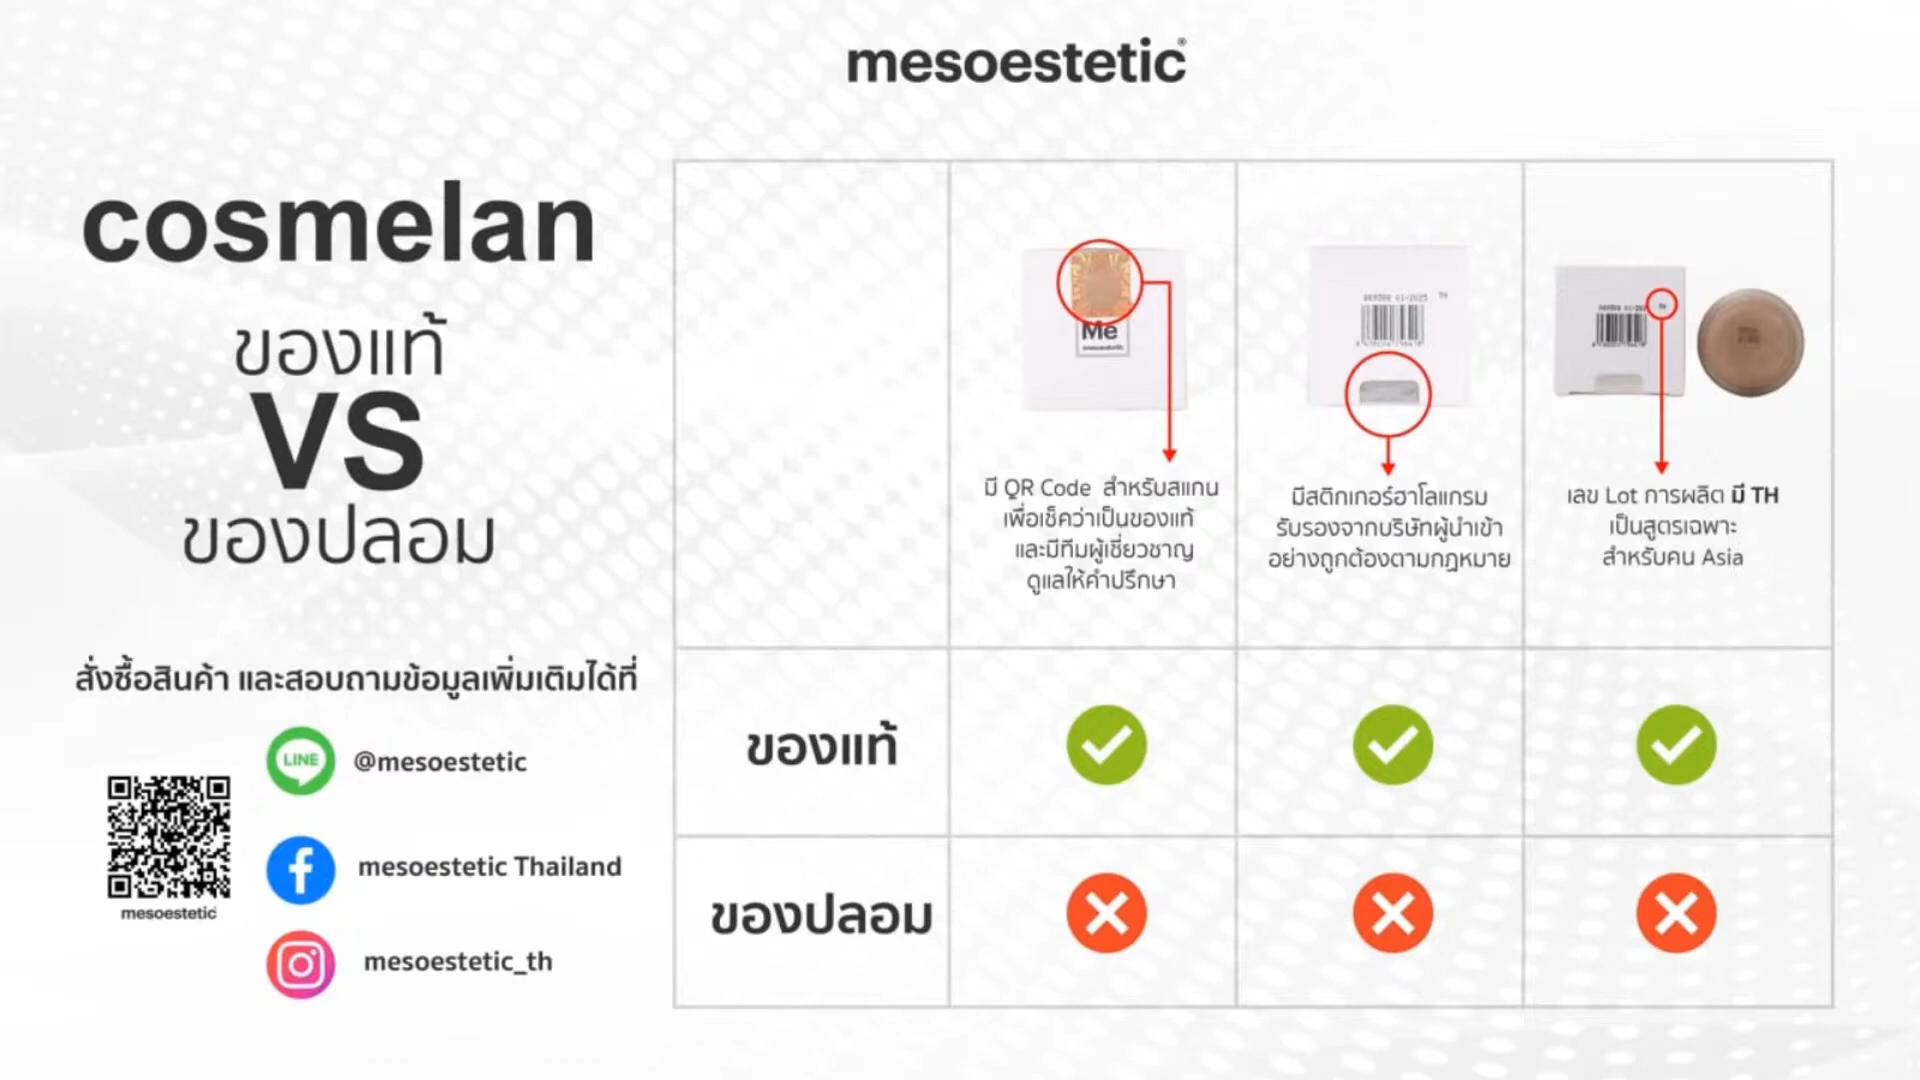 mesoestetic®
cosmelan
ของแท้
VS
ของปลอม
สั่งซื้อสินค้า และสอบถามข้อมูลเพิ่มเติมได้ที่
LINE
@mesoestetic
mesoestetic Thailand
mesoestetic
mesoestetic_th
Me
mesoestetic
มี QR Code สำหรับสแกน
เพื่อเช็คว่าเป็นของแท้
และมีทีมผู้เชี่ยวชาญ
ดูแลให้คำปรึกษา
มีสติกเกอร์ฮาโลแกรม
รับรองจากบริษัทผู้นำเข้า
อย่างถูกต้องตามกฎหมาย
เลข Lot การผลิต มี TH
เป็นสูตรเฉพาะ
สำหรับคน Asia
ของแท้
ของปลอม